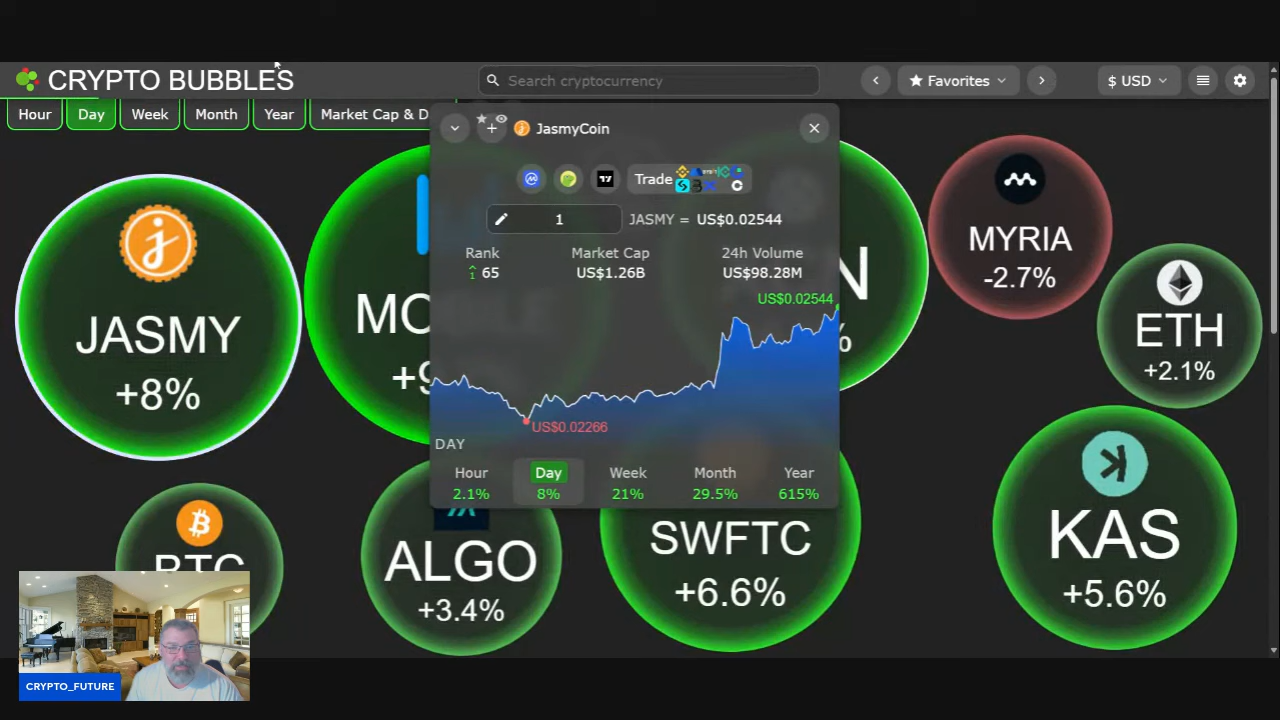 CRYPTO BUBBLES
Search cryptocurrency
Favorites
$ USD
Hour
Day
Week
Month
Year
Market Cap & D
JasmyCoin
Trade
1
JASMY = US$0.02544
Rank
Market Cap
24h Volume
1 65
US$1.26B
US$98.28M
US$0.02544
US$0.02266
DAY
Hour
Day
Week
Month
Year
2.1%
8%
21%
29.5%
615%
JASMY
+8%
MYRIA
-2.7%
ETH
+2.1%
BTC
ALGO
+3.4%
SWFTC
+6.6%
KAS
+5.6%
CRYPTO_FUTURE